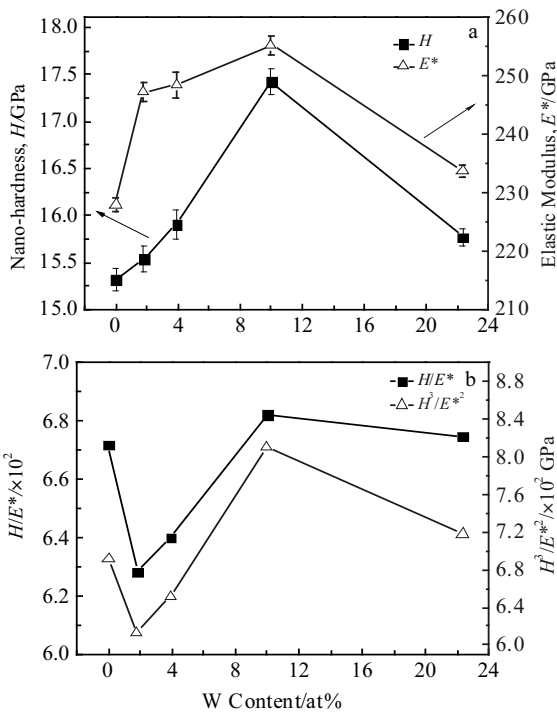 a
H
E*
18.0
17.5
17.0
16.5
16.0
15.5
15.0
Nano-hardness, H/GPa
260
250
240
230
220
210
Elastic Modulus, E*/GPa
0 4 8 12 16 20 24
b
H/E*
H³/E*²
7.0
6.8
6.6
6.4
6.2
6.0
H/E*/×10²
8.8
8.4
8.0
7.6
7.2
6.8
6.4
6.0
H³/E*²/×10² GPa
0 4 8 12 16 20 24
W Content/at%